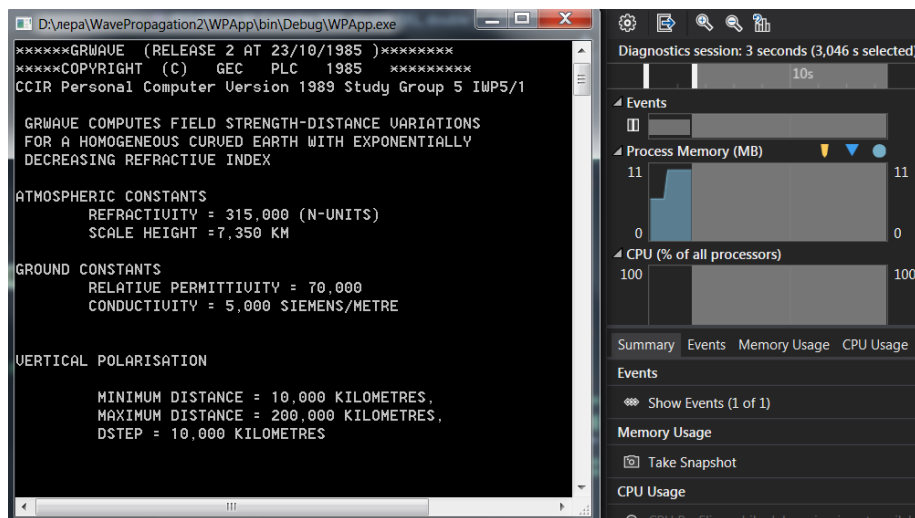 D:\nepa\WavePropagation2\WPApp\bin\Debug\WPApp.exe
******GRWAVE (RELEASE 2 AT 23/10/1985 )********
*****COPYRIGHT (C) GEC PLC 1985 *********
CCIR Personal Computer Version 1989 Study Group 5 IWP5/1
GRWAVE COMPUTES FIELD STRENGTH-DISTANCE VARIATIONS
FOR A HOMOGENEOUS CURVED EARTH WITH EXPONENTIALLY
DECREASING REFRACTIVE INDEX
ATMOSPHERIC CONSTANTS
REFRACTIVITY = 315,000 (N-UNITS)
SCALE HEIGHT =7,350 KM
GROUND CONSTANTS
RELATIVE PERMITTIVITY = 70,000
CONDUCTIVITY = 5,000 SIEMENS/METRE
VERTICAL POLARISATION
MINIMUM DISTANCE = 10,000 KILOMETRES,
MAXIMUM DISTANCE = 200,000 KILOMETRES,
DSTEP = 10,000 KILOMETRES
Diagnostics session: 3 seconds (3,046 s selected)
10s
Events
Process Memory (MB)
11 11
0 0
CPU (% of all processors)
100 100
Summary Events Memory Usage CPU Usage
Events
Show Events (1 of 1)
Memory Usage
Take Snapshot
CPU Usage